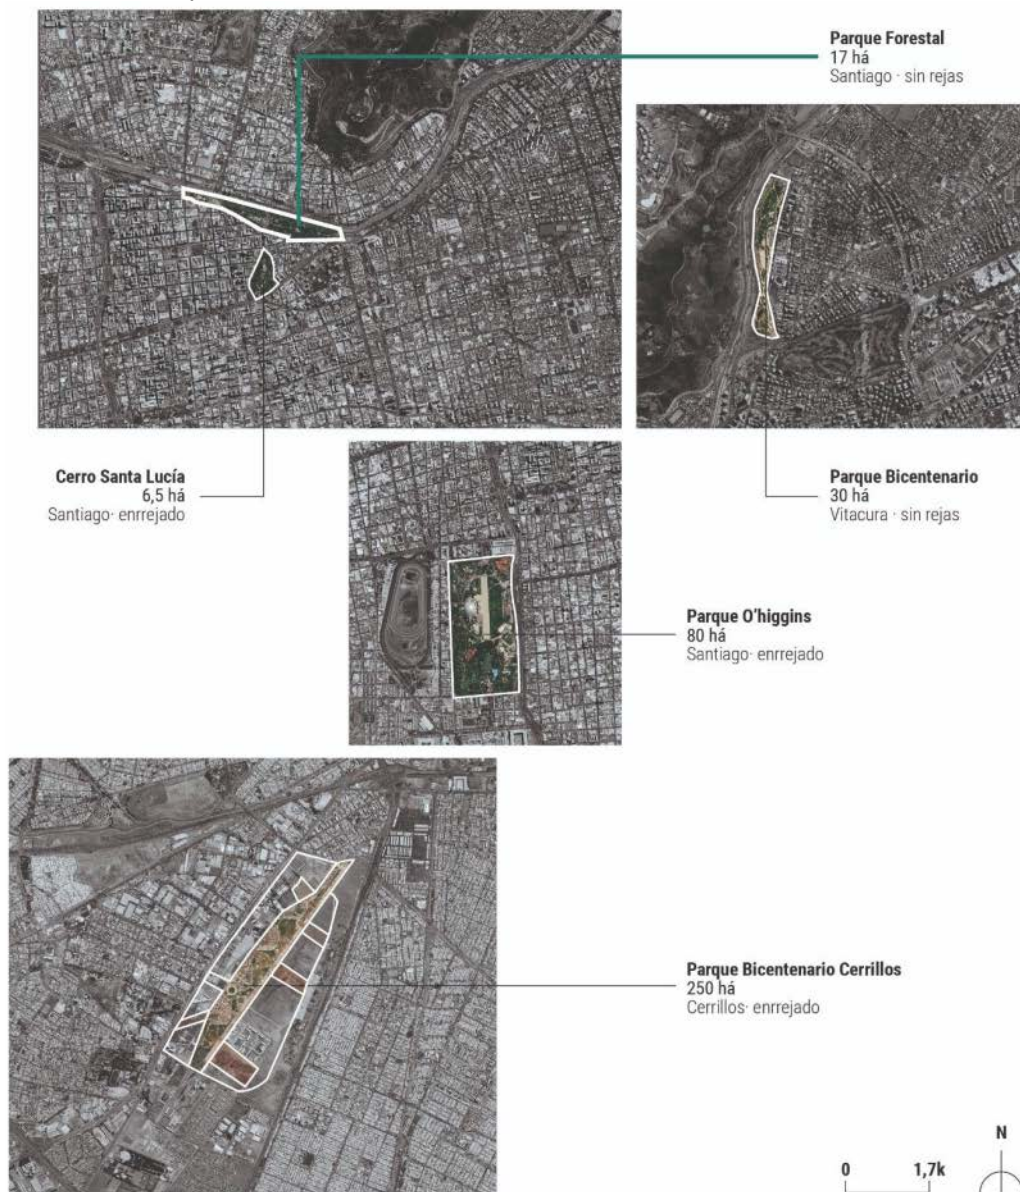 Parque Forestal
17 há
Santiago · sin rejas
Cerro Santa Lucía
6,5 há
Santiago· enrrejado
Parque Bicentenario
30 há
Vitacura · sin rejas
Parque O'higgins
80 há
Santiago· enrrejado
Parque Bicentenario Cerrillos
250 há
Cerrillos· enrrejado
N
0 1,7k